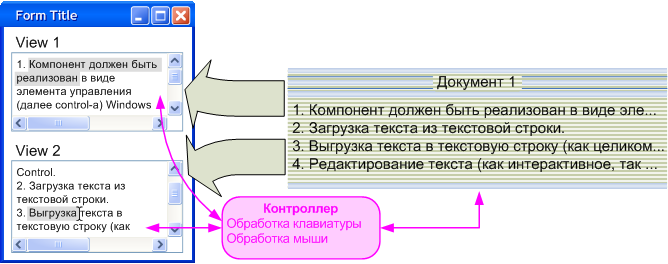 Form Title
View 1
1. Компонент должен быть
реализован в виде
элемента управления
(далее control-а) Windows
View 2
Control.
2. Загрузка текста из
текстовой строки.
3. Выгрузка текста в
текстовую строку (как
Документ 1
1. Компонент должен быть реализован в виде эле...
2. Загрузка текста из текстовой строки.
3. Выгрузка текста в текстовую строку (как целиком...
4. Редактирование текста (как интерактивное, так ...
Контроллер
Обработка клавиатуры
Обработка мыши